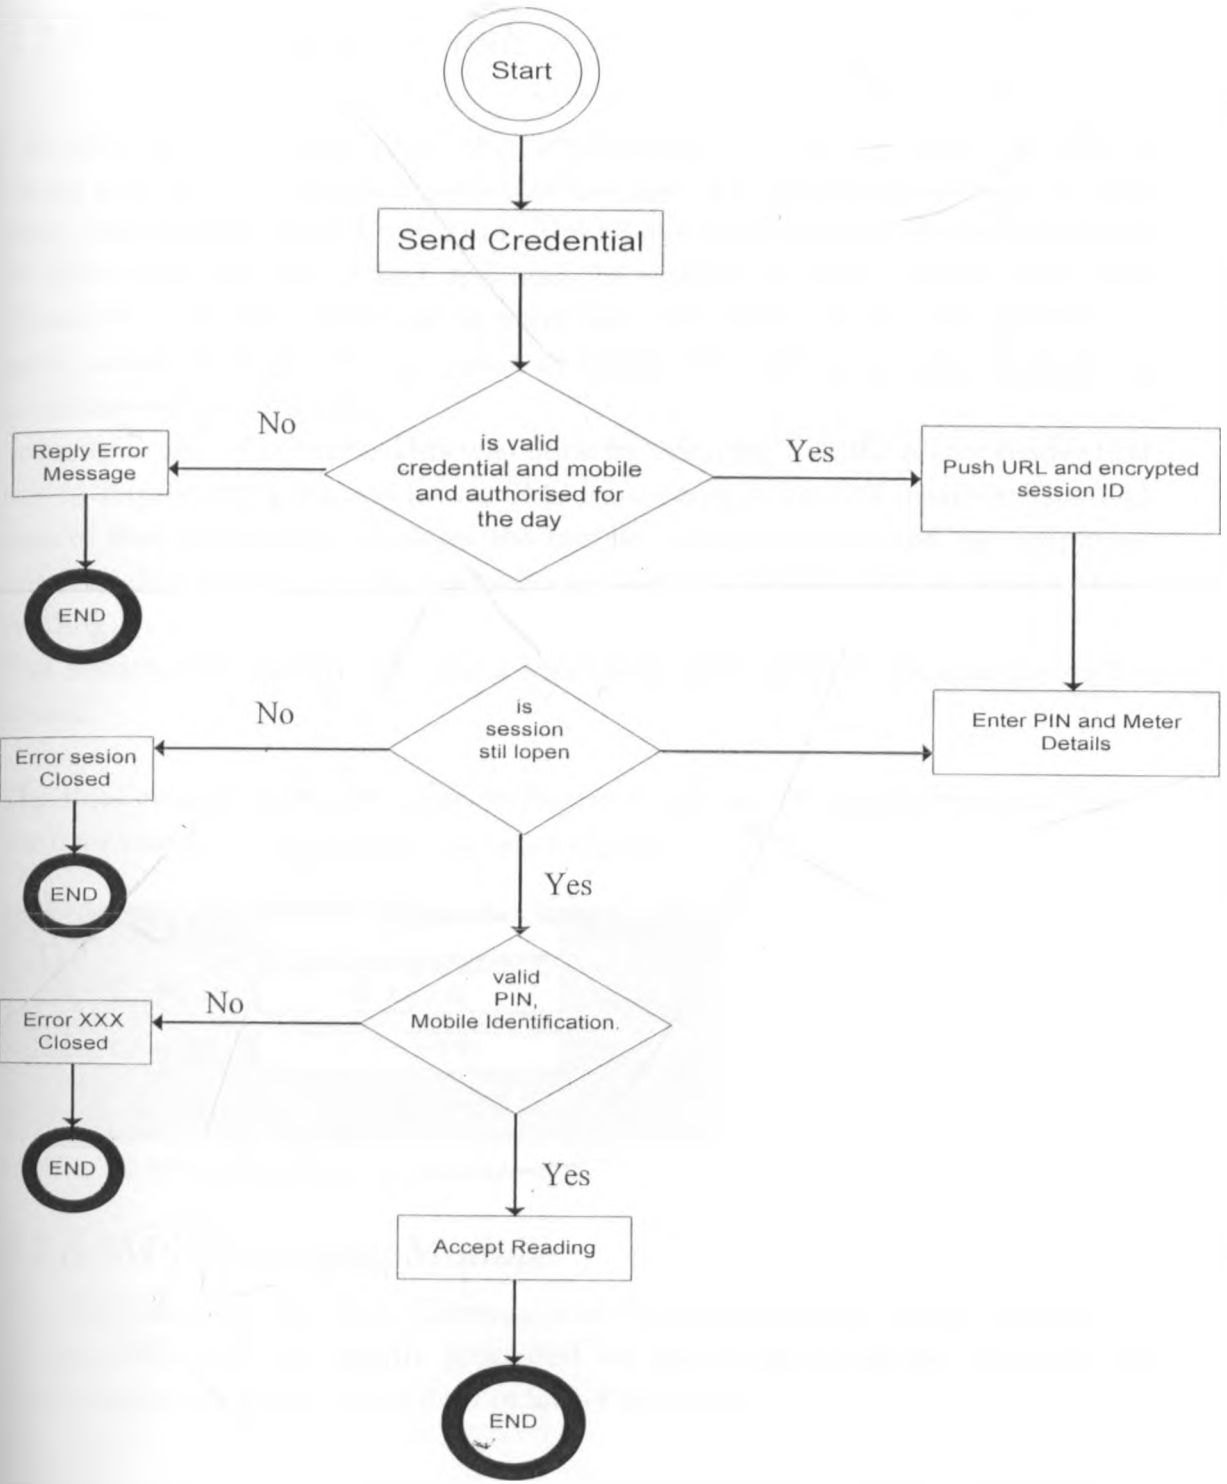 Start
Send Credential
No
is valid
credential and mobile
and authorised for
the day
Yes
Reply Error
Message
Push URL and encrypted
session ID
END
No
is
session
stil lopen
Enter PIN and Meter
Details
Error sesion
Closed
END
Yes
valid
PIN,
Mobile Identification.
No
Error XXX
Closed
END
Yes
Accept Reading
END